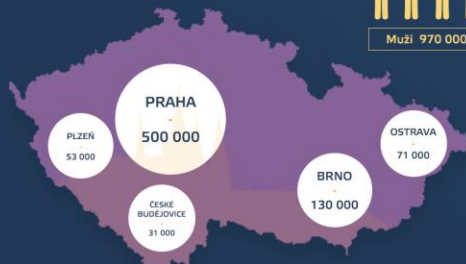 Muži 970 000
PRAHA
-
500 000
PLZEŇ
-
53 000
OSTRAVA
-
71 000
BRNO
-
130 000
ČESKÉ
BUDĚJOVICE
-
31 000